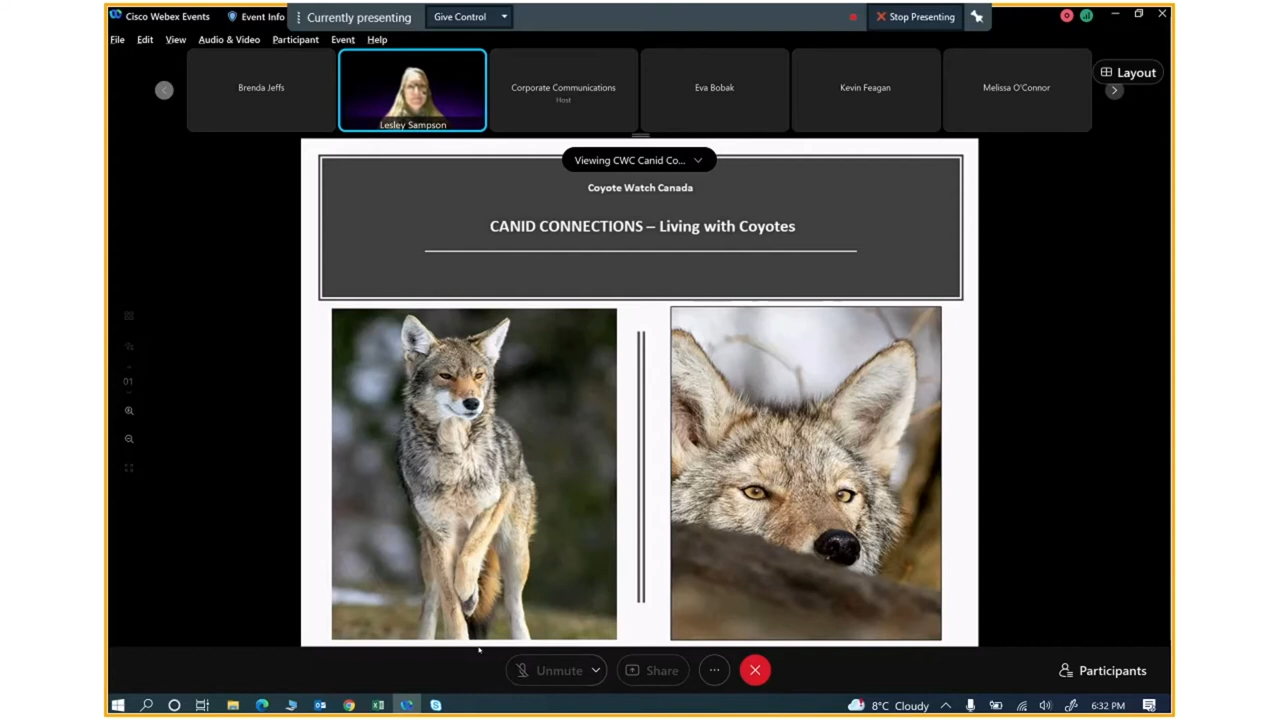 Cisco Webex Events
Event Info
Currently presenting
Give Control
Stop Presenting
File Edit View Audio & Video Participant Event Help
Layout
Brenda Jeffs
Lesley Sampson
Corporate Communications
Host
Eva Bobak
Kevin Feagan
Melissa O'Connor
Viewing CWC Canid Co...
Coyote Watch Canada
CANID CONNECTIONS – Living with Coyotes
01
Unmute
Share
Participants
8°C Cloudy
6:32 PM